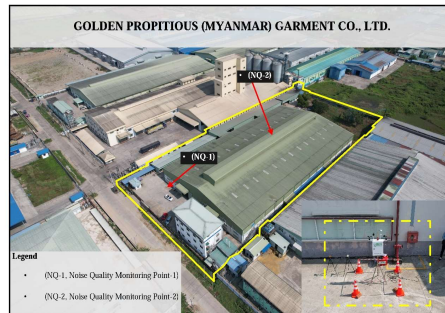 GOLDEN PROPITIOUS (MYANMAR) GARMENT CO., LTD.
• (NQ-2)
• (NQ-1)
Legend
• (NQ-1, Noise Quality Monitoring Point-1)
• (NQ-2, Noise Quality Monitoring Point-2)